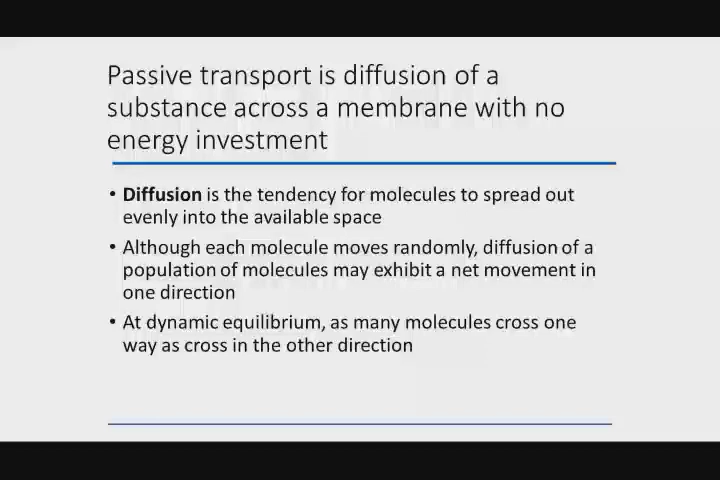 Passive transport is diffusion of a
substance across a membrane with no
energy investment
• Diffusion is the tendency for molecules to spread out
evenly into the available space
• Although each molecule moves randomly, diffusion of a
population of molecules may exhibit a net movement in
one direction
• At dynamic equilibrium, as many molecules cross one
way as cross in the other direction